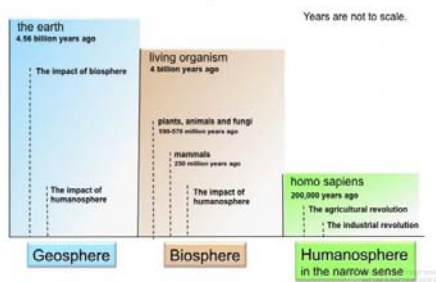 Years are not to scale.
the earth
4.56 billion years ago
The impact of biosphere
The impact of
humanosphere
living organism
4 billion years ago
plants, animals and fungi
590-570 million years ago
mammals
250 million years ago
The impact of
humanosphere
homo sapiens
200,000 years ago
The agricultural revolution
The industrial revolution
Geosphere
Biosphere
Humanosphere
in the narrow sense